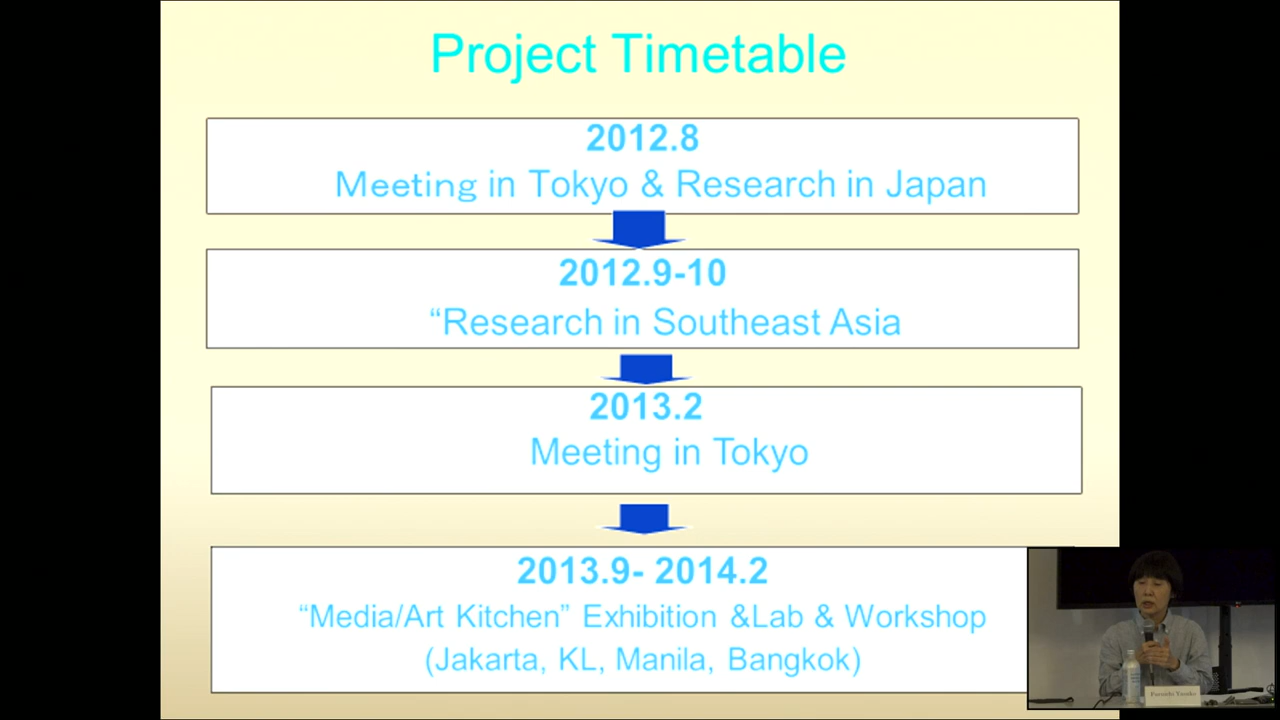 Project Timetable
2012.8
Meeting in Tokyo & Research in Japan
2012.9-10
“Research in Southeast Asia
2013.2
Meeting in Tokyo
2013.9- 2014.2
“Media/Art Kitchen” Exhibition &Lab & Workshop
(Jakarta, KL, Manila, Bangkok)